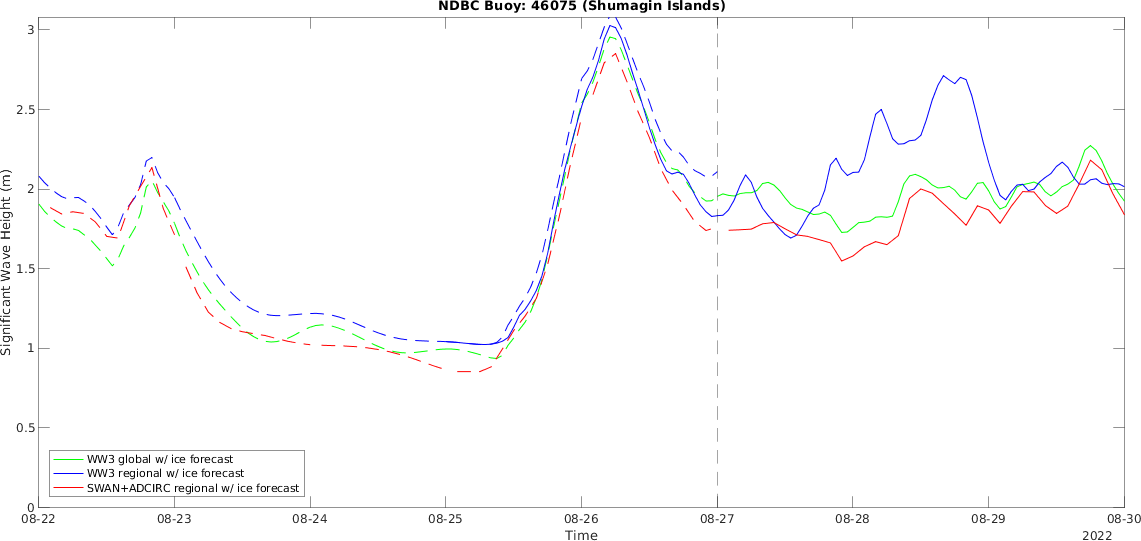 NDBC Buoy: 46075 (Shumagin Islands)
3
2.5
2
1.5
1
0.5
0
Significant Wave Height (m)
WW3 global w/ ice forecast
WW3 regional w/ ice forecast
SWAN+ADCIRC regional w/ ice forecast
08-22 08-23 08-24 08-25 08-26 08-27 08-28 08-29 08-30
Time
2022